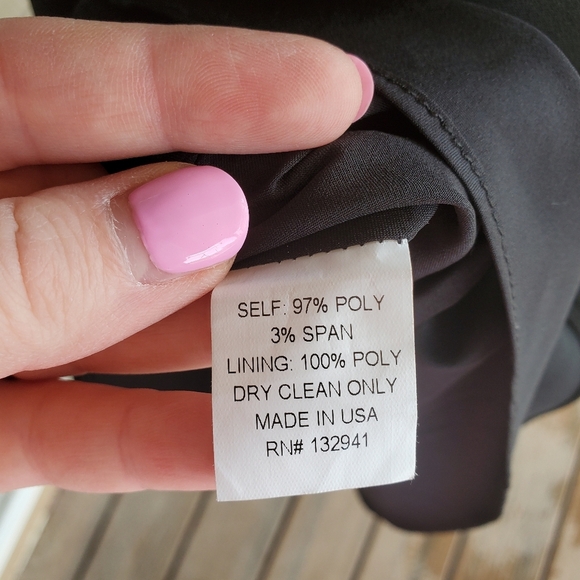 SELF: 97% POLY
3% SPAN
LINING: 100% POLY
DRY CLEAN ONLY
MADE IN USA
RN# 132941